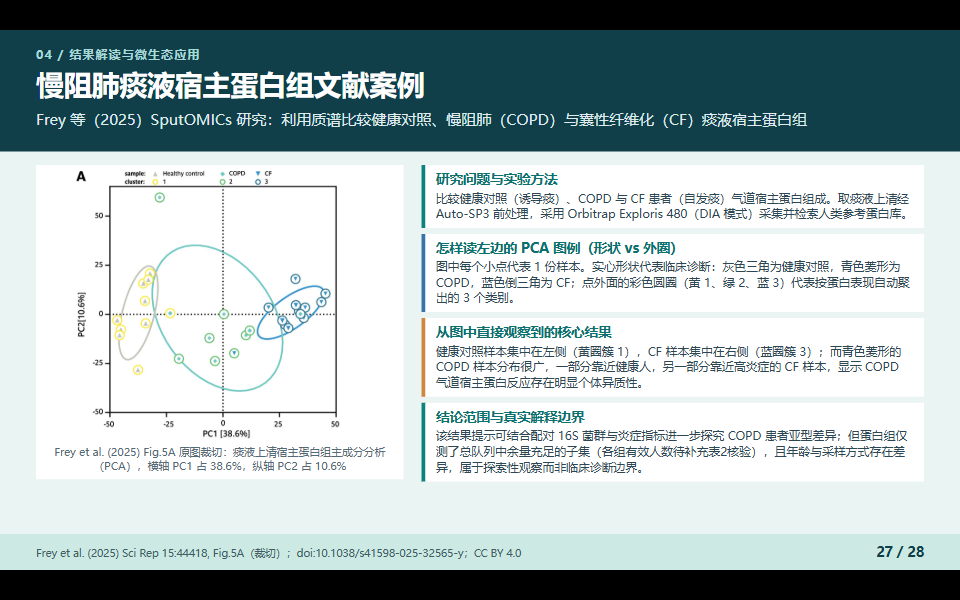 04 / 结果解读与微生态应用
慢阻肺痰液宿主蛋白组文献案例
Frey 等（2025）SputOMICs 研究：利用质谱比较健康对照、慢阻肺（COPD）与囊性纤维化（CF）痰液宿主蛋白组
A
sample: Healthy control COPD CF
cluster: 1 2 3
50
25
0
-25
-50
PC2[10.6%]
-50 -25 0 25 50
PC1 [38.6%]
Frey et al. (2025) Fig.5A 原图裁切：痰液上清宿主蛋白组主成分分析
（PCA），横轴 PC1 占 38.6%，纵轴 PC2 占 10.6%
研究问题与实验方法
比较健康对照（诱导痰）、COPD 与 CF 患者（自发痰）气道宿主蛋白组成。取痰液上清经
Auto-SP3 前处理，采用 Orbitrap Exploris 480（DIA 模式）采集并检索人类参考蛋白库。
怎样读左边的 PCA 图例（形状 vs 外圈）
图中每个小点代表 1 份样本。实心形状代表临床诊断：灰色三角为健康对照，青色菱形为
COPD，蓝色倒三角为 CF；点外面的彩色圆圈（黄 1、绿 2、蓝 3）代表按蛋白表现自动聚
出的 3 个类别。
从图中直接观察到的核心结果
健康对照样本集中在左侧（黄圈簇 1），CF 样本集中在右侧（蓝圈簇 3）；而青色菱形的
COPD 样本分布很广，一部分靠近健康人，另一部分靠近高炎症的 CF 样本，显示 COPD
气道宿主蛋白反应存在明显个体异质性。
结论范围与真实解释边界
该结果提示可结合配对 16S 菌群与炎症指标进一步探究 COPD 患者亚型差异；但蛋白组仅
测了总队列中余量充足的子集（各组有效人数待补充表2核验），且年龄与采样方式存在差
异，属于探索性观察而非临床诊断边界。
Frey et al. (2025) Sci Rep 15:44418, Fig.5A（裁切）；doi:10.1038/s41598-025-32565-y；CC BY 4.0
27 / 28